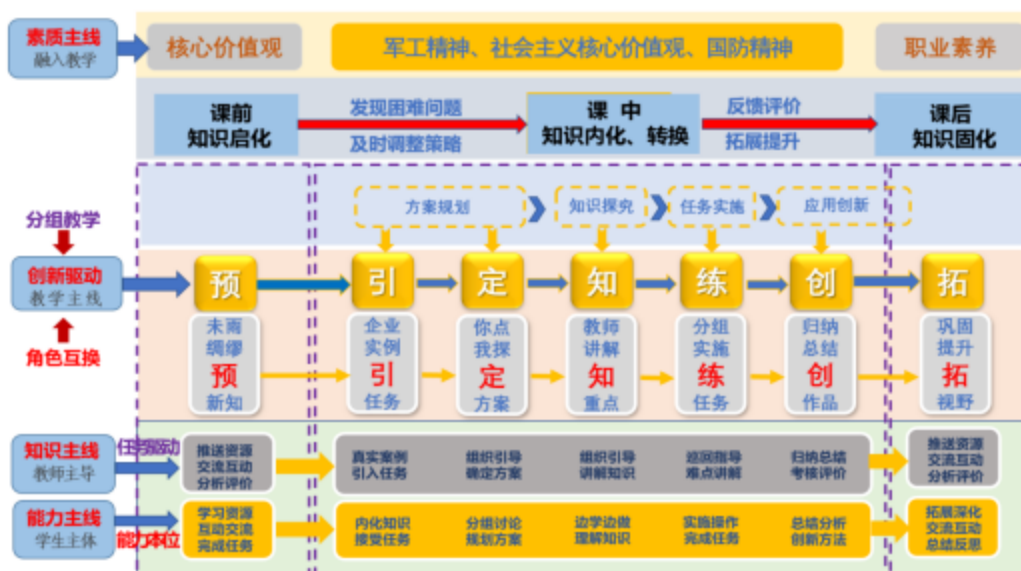 素质主线
融入教学
核心价值观
军工精神、社会主义核心价值观、国防精神
职业素养
课前
知识启化
发现困难问题
及时调整策略
课 中
知识内化、转换
反馈评价
拓展提升
课后
知识固化
方案规划
知识探究
任务实施
应用创新
分组教学
创新驱动
教学主线
角色互换
预
引
定
知
练
创
拓
未雨
绸缪
预
新知
企业
实例
引
任务
你点
我探
定
方案
教师
讲解
知
重点
分组
实施
练
任务
归纳
总结
创
作品
巩固
提升
拓
视野
知识主线
教师主导
任务驱动
推送资源
交流互动
分析评价
真实案例
引入任务
组织引导
确定方案
组织引导
讲解知识
巡回指导
难点讲解
归纳总结
考核评价
推送资源
交流互动
分析评价
能力主线
学生主体
能力本位
学习资源
互动交流
完成任务
内化知识
接受任务
分组讨论
规划方案
边学边做
理解知识
实施操作
完成任务
总结分析
创新方法
拓展深化
交流互动
总结反思